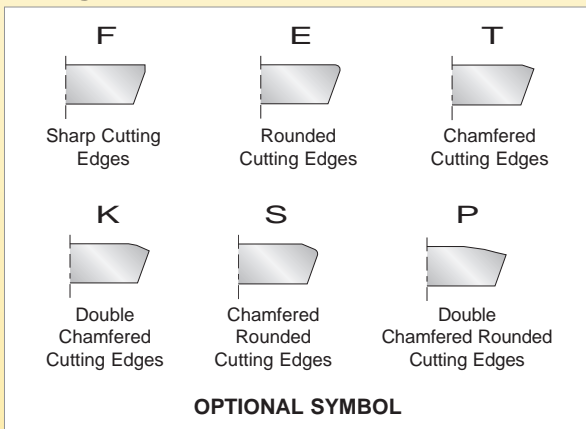 F
E
T
Sharp Cutting
Edges
Rounded
Cutting Edges
Chamfered
Cutting Edges
K
S
P
Double
Chamfered
Cutting Edges
Chamfered
Rounded
Cutting Edges
Double
Chamfered Rounded
Cutting Edges
OPTIONAL SYMBOL